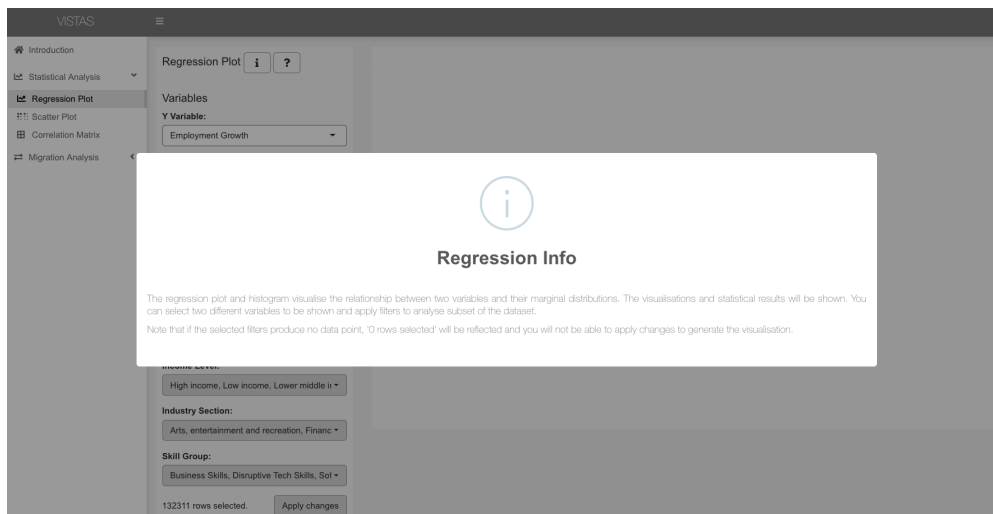 VISTAS
Introduction
Statistical Analysis
Regression Plot
Scatter Plot
Correlation Matrix
Migration Analysis
Regression Plot i ?
Variables
Y Variable:
Employment Growth
Regression Info
The regression plot and histogram visualise the relationship between two variables and their marginal distributions. The visualisations and statistical results will be shown. You
can select two different variables to be shown and apply filters to analyse subset of the dataset.
Note that if the selected filters produce no data point, '0 rows selected' will be reflected and you will not be able to apply changes to generate the visualisation.
Income Level:
High income, Low income, Lower middle i
Industry Section:
Arts, entertainment and recreation, Financ
Skill Group:
Business Skills, Disruptive Tech Skills, Sof
132311 rows selected. Apply changes